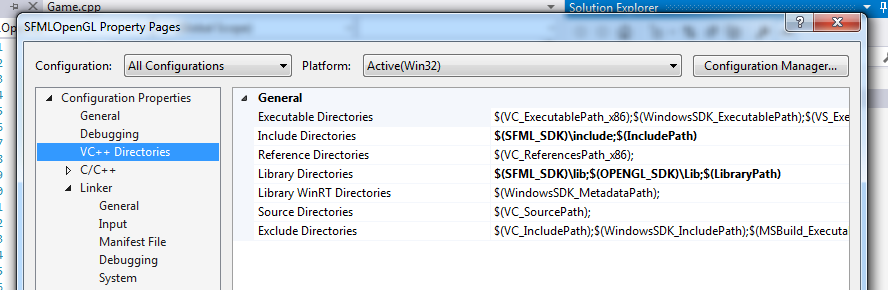 Game.cpp
Solution Explorer
SFMLOpenGL Property Pages
Configuration: All Configurations Platform: Active(Win32) Configuration Manager...
Configuration Properties
General
Debugging
VC++ Directories
C/C++
Linker
General
Input
Manifest File
Debugging
System
General
Executable Directories $(VC_ExecutablePath_x86);$(WindowsSDK_ExecutablePath);$(VS_Exe
Include Directories $(SFML_SDK)\include;$(IncludePath)
Reference Directories $(VC_ReferencesPath_x86);
Library Directories $(SFML_SDK)\lib;$(OPENGL_SDK)\Lib;$(LibraryPath)
Library WinRT Directories $(WindowsSDK_MetadataPath);
Source Directories $(VC_SourcePath);
Exclude Directories $(VC_IncludePath);$(WindowsSDK_IncludePath);$(MSBuild_Executa